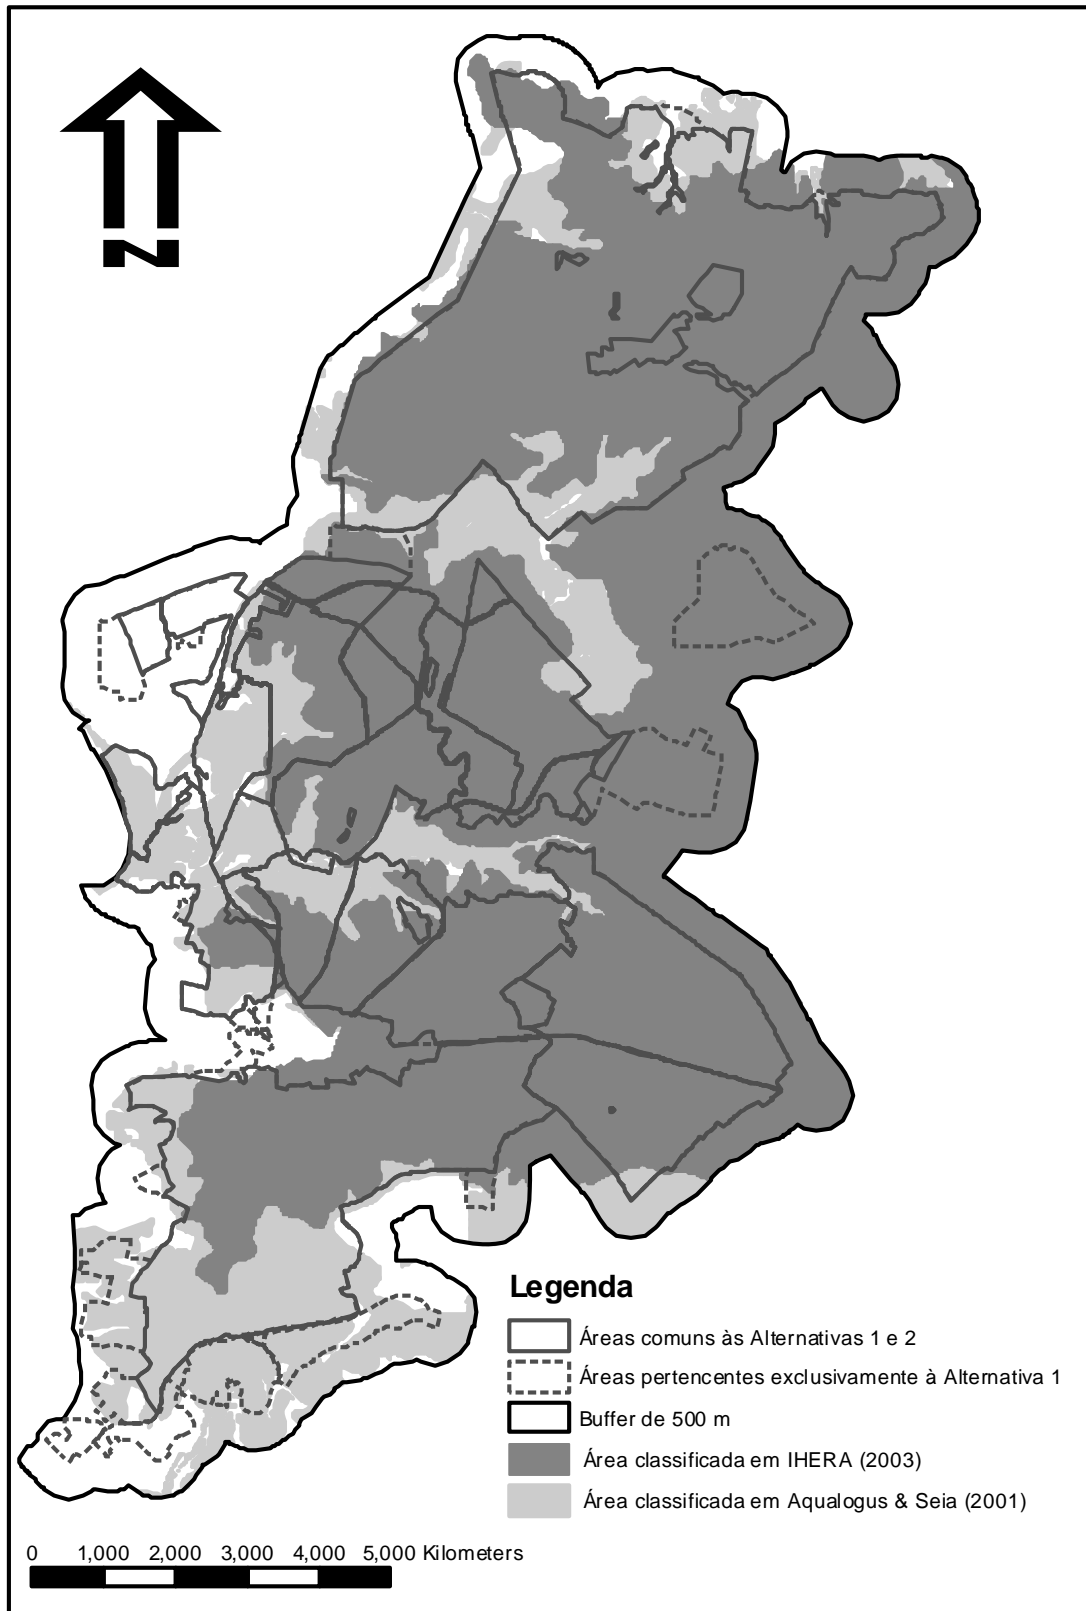 N
Legenda
Áreas comuns às Alternativas 1 e 2
Áreas pertencentes exclusivamente à Alternativa 1
Buffer de 500 m
Área classificada em IHERA (2003)
Área classificada em Aqualogus & Seia (2001)
0 1,000 2,000 3,000 4,000 5,000 Kilometers